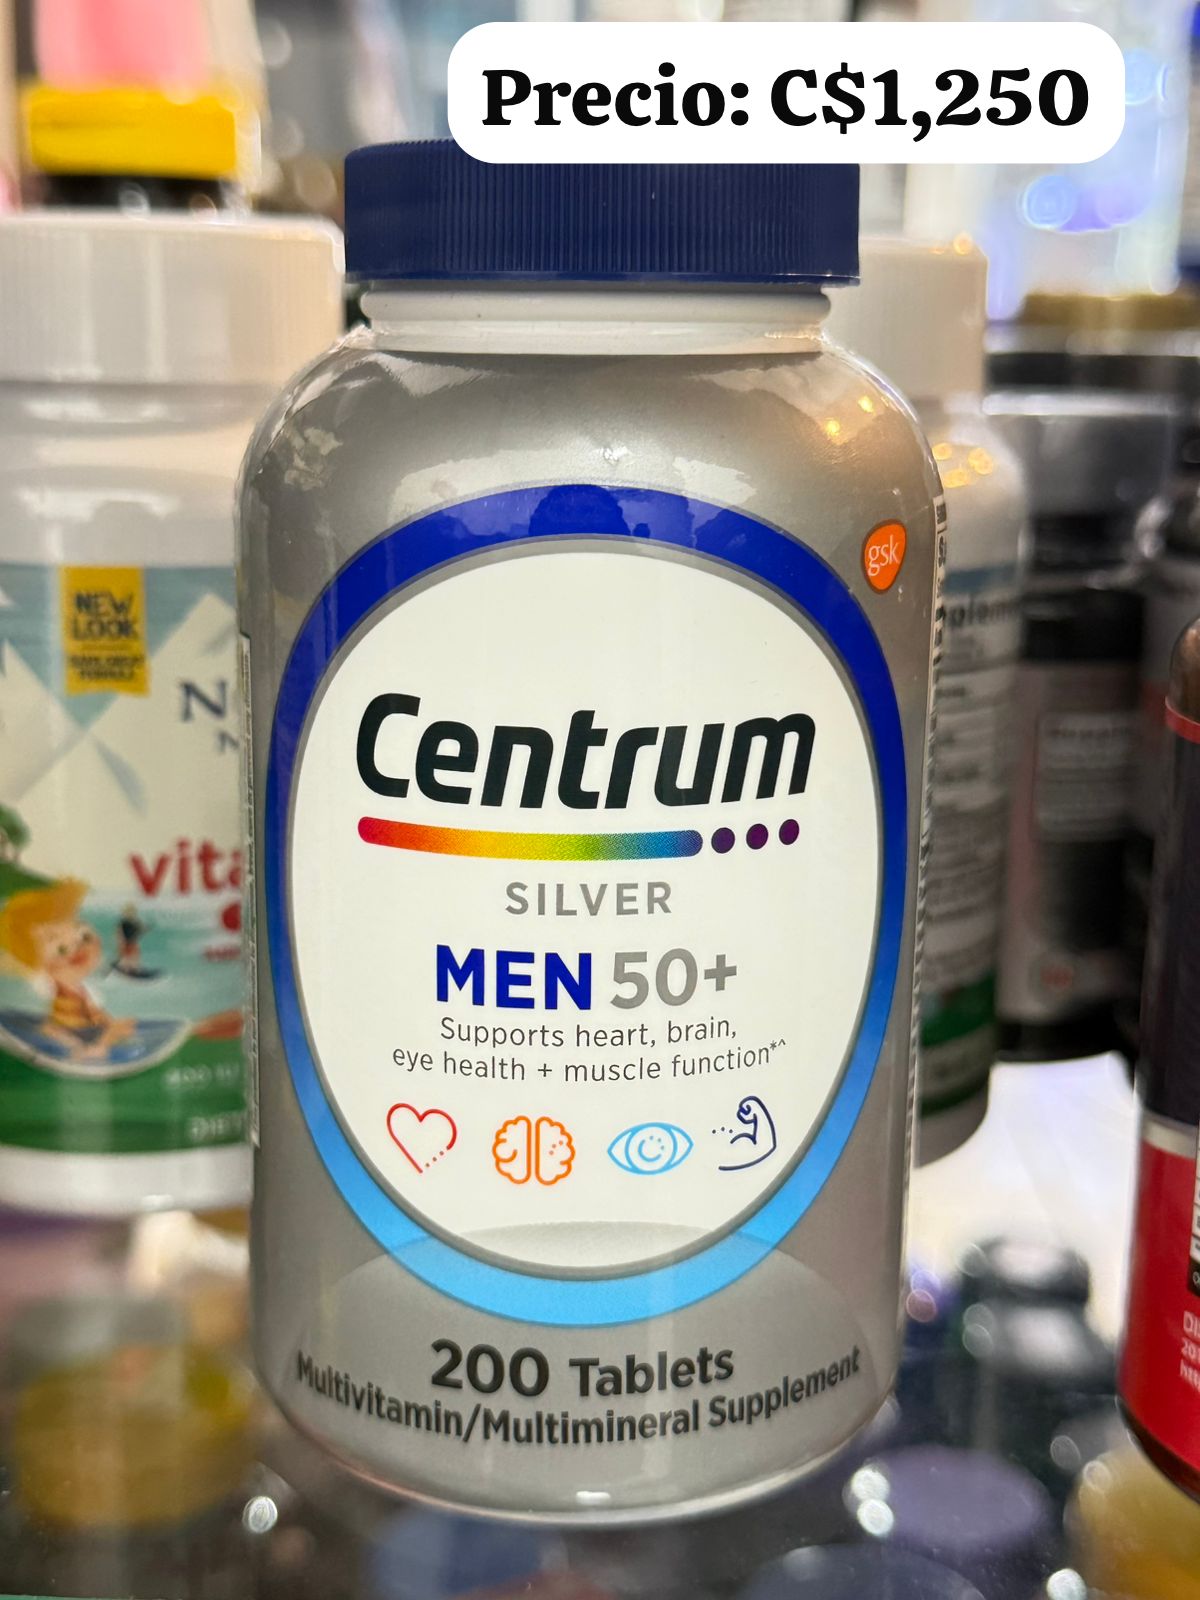 Precio: C$1,250
gsk
NEW
LOOK
Centrum
vita
SILVER
MEN 50+
Supports heart, brain,
eye health + muscle function*^
200 Tablets
Multivitamin/Multimineral Supplement